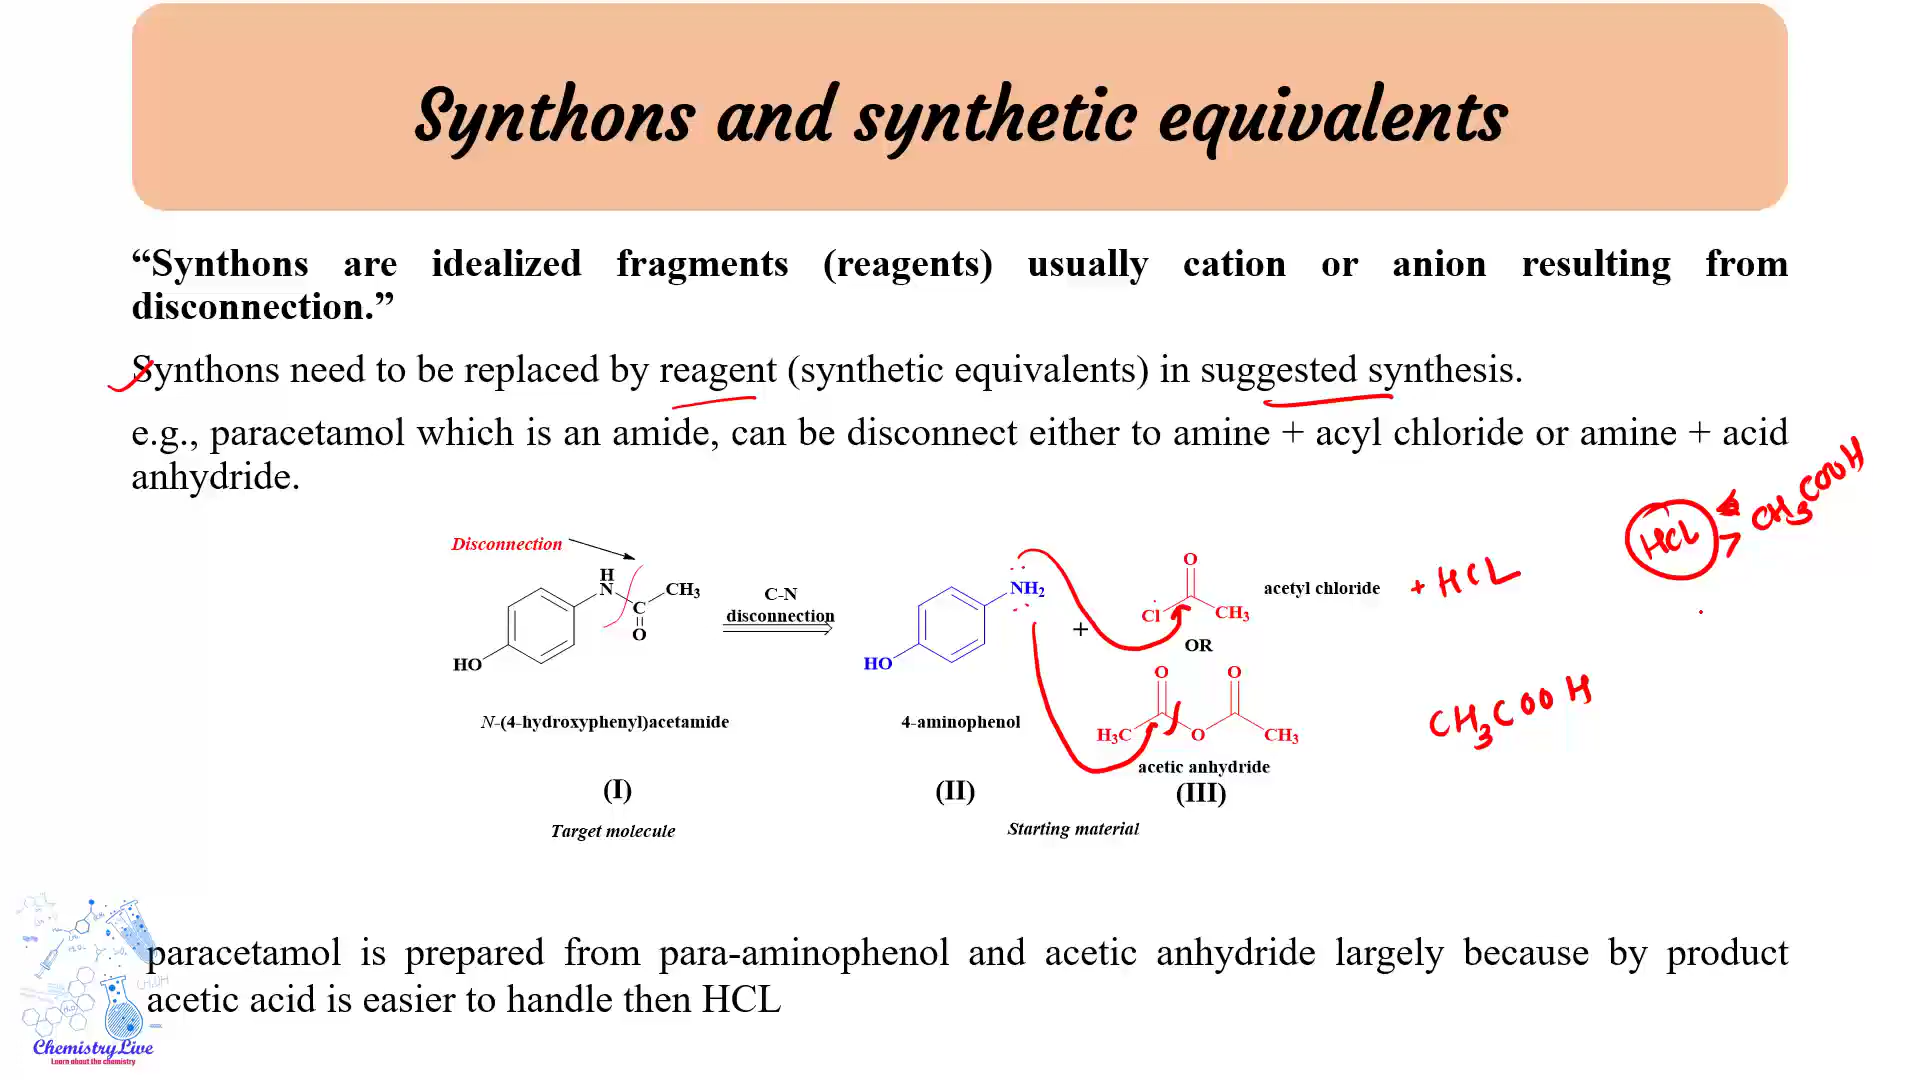 Synthons and synthetic equivalents
“Synthons are idealized fragments (reagents) usually cation or anion resulting from
disconnection.”
Synthons need to be replaced by reagent (synthetic equivalents) in suggested synthesis.
e.g., paracetamol which is an amide, can be disconnect either to amine + acyl chloride or amine + acid
anhydride.
HCL > CH3COOH
Disconnection
H
N
CH3
C
O
HO
C-N
disconnection
NH2
HO
+
O
Cl
CH3
acetyl chloride
+ HCL
OR
O
O
H3C
O
CH3
CH3COOH
N-(4-hydroxyphenyl)acetamide
4-aminophenol
acetic anhydride
(I)
(II)
(III)
Target molecule
Starting material
paracetamol is prepared from para-aminophenol and acetic anhydride largely because by product
acetic acid is easier to handle then HCL
ChemistryLive
Learn about the chemistry